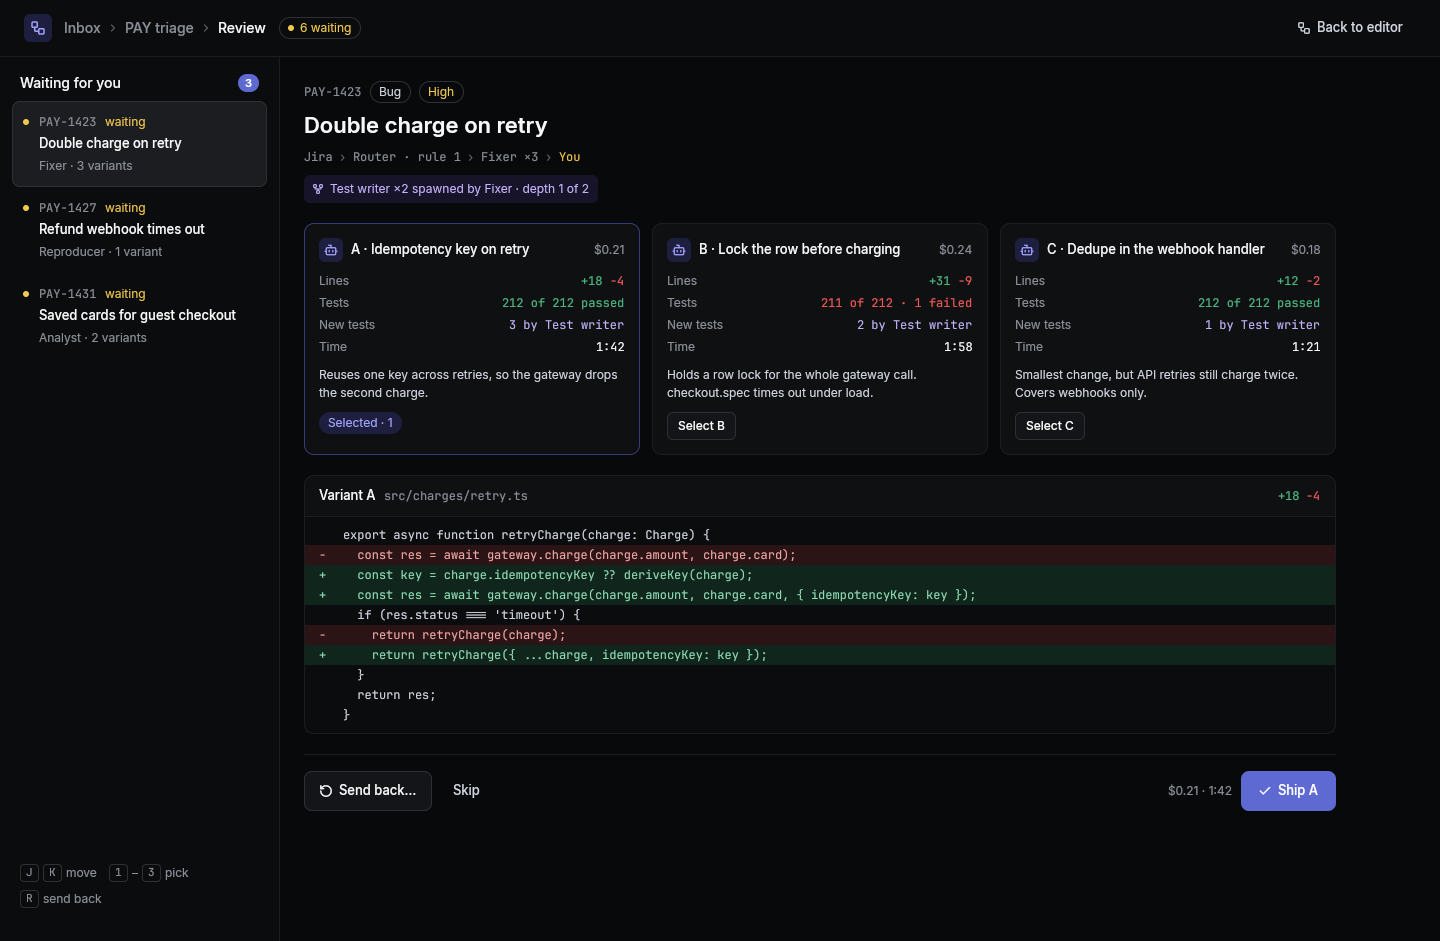 Inbox › PAY triage › Review 6 waiting
Back to editor
Waiting for you 3
PAY-1423 waiting
Double charge on retry
Fixer · 3 variants
PAY-1427 waiting
Refund webhook times out
Reproducer · 1 variant
PAY-1431 waiting
Saved cards for guest checkout
Analyst · 2 variants
J K move 1 – 3 pick
R send back
PAY-1423 Bug High
Double charge on retry
Jira › Router · rule 1 › Fixer ×3 › You
Test writer ×2 spawned by Fixer · depth 1 of 2
A · Idempotency key on retry $0.21
Lines +18 -4
Tests 212 of 212 passed
New tests 3 by Test writer
Time 1:42
Reuses one key across retries, so the gateway drops
the second charge.
Selected · 1
B · Lock the row before charging $0.24
Lines +31 -9
Tests 211 of 212 · 1 failed
New tests 2 by Test writer
Time 1:58
Holds a row lock for the whole gateway call.
checkout.spec times out under load.
Select B
C · Dedupe in the webhook handler $0.18
Lines +12 -2
Tests 212 of 212 passed
New tests 1 by Test writer
Time 1:21
Smallest change, but API retries still charge twice.
Covers webhooks only.
Select C
Variant A src/charges/retry.ts +18 -4
export async function retryCharge(charge: Charge) {
- const res = await gateway.charge(charge.amount, charge.card);
+ const key = charge.idempotencyKey ?? deriveKey(charge);
+ const res = await gateway.charge(charge.amount, charge.card, { idempotencyKey: key });
if (res.status === 'timeout') {
- return retryCharge(charge);
+ return retryCharge({ ...charge, idempotencyKey: key });
}
return res;
}
Send back... Skip
$0.21 · 1:42 Ship A